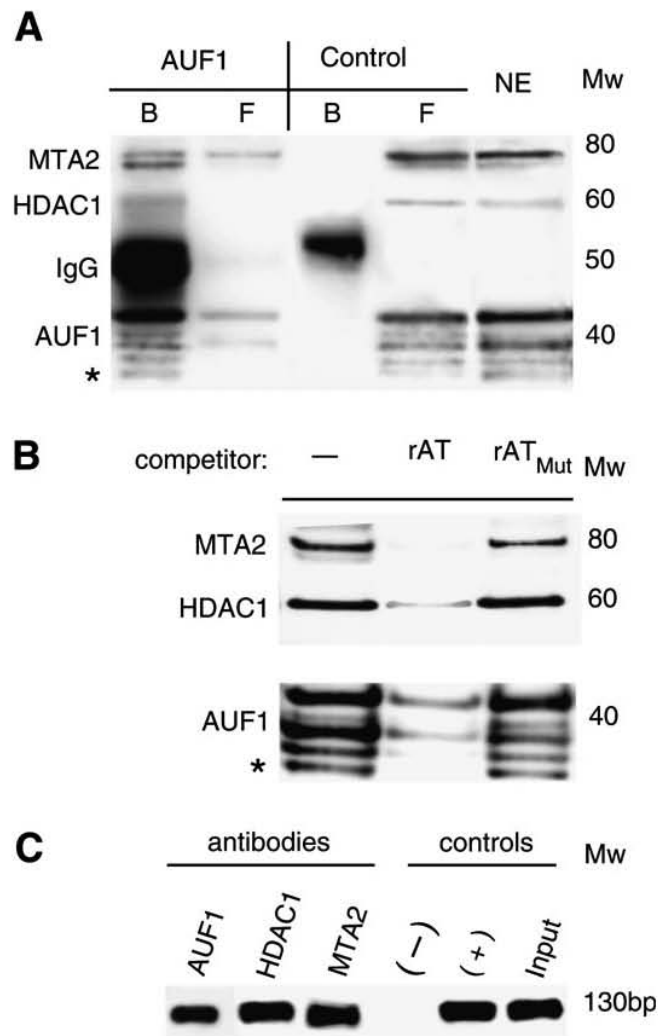 A
AUF1 Control NE Mw
B F B F
MTA2 80
HDAC1 60
IgG 50
AUF1 40
*
B
competitor: — rAT rATMut Mw
MTA2 80
HDAC1 60
AUF1 40
*
C
antibodies controls Mw
AUF1 HDAC1 MTA2 (—) (+) Input
130bp